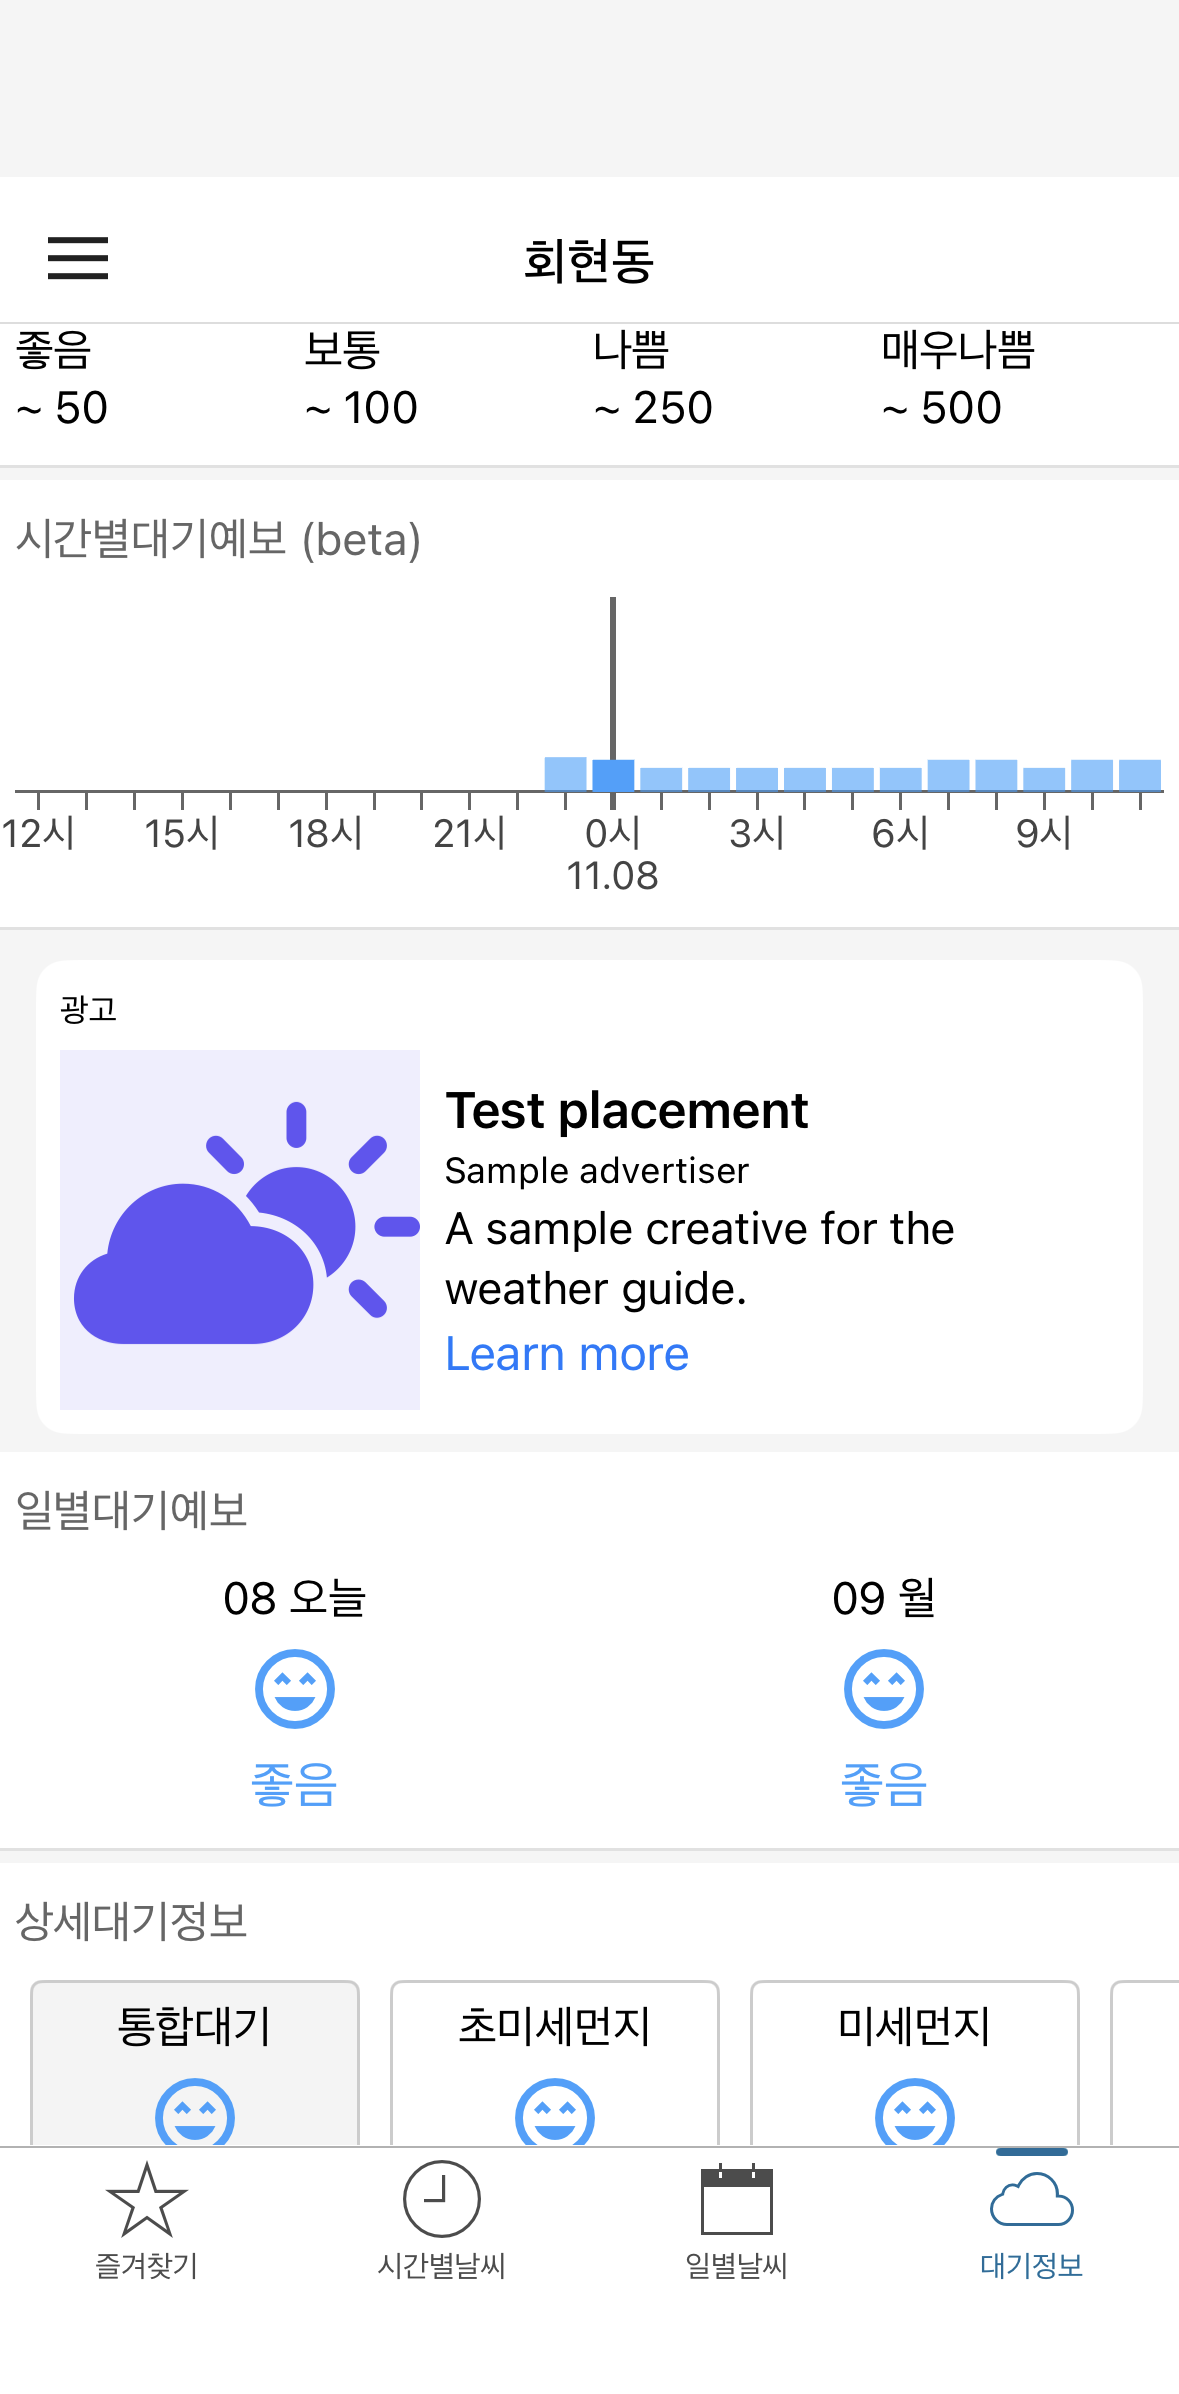 회현동
좋음 보통 나쁨 매우나쁨
~ 50 ~ 100 ~ 250 ~ 500
시간별대기예보 (beta)
12시 15시 18시 21시 0시 3시 6시 9시
11.08
광고
Test placement
Sample advertiser
A sample creative for the
weather guide.
Learn more
일별대기예보
08 오늘 09 월
좋음 좋음
상세대기정보
통합대기 초미세먼지 미세먼지
즐겨찾기 시간별날씨 일별날씨 대기정보